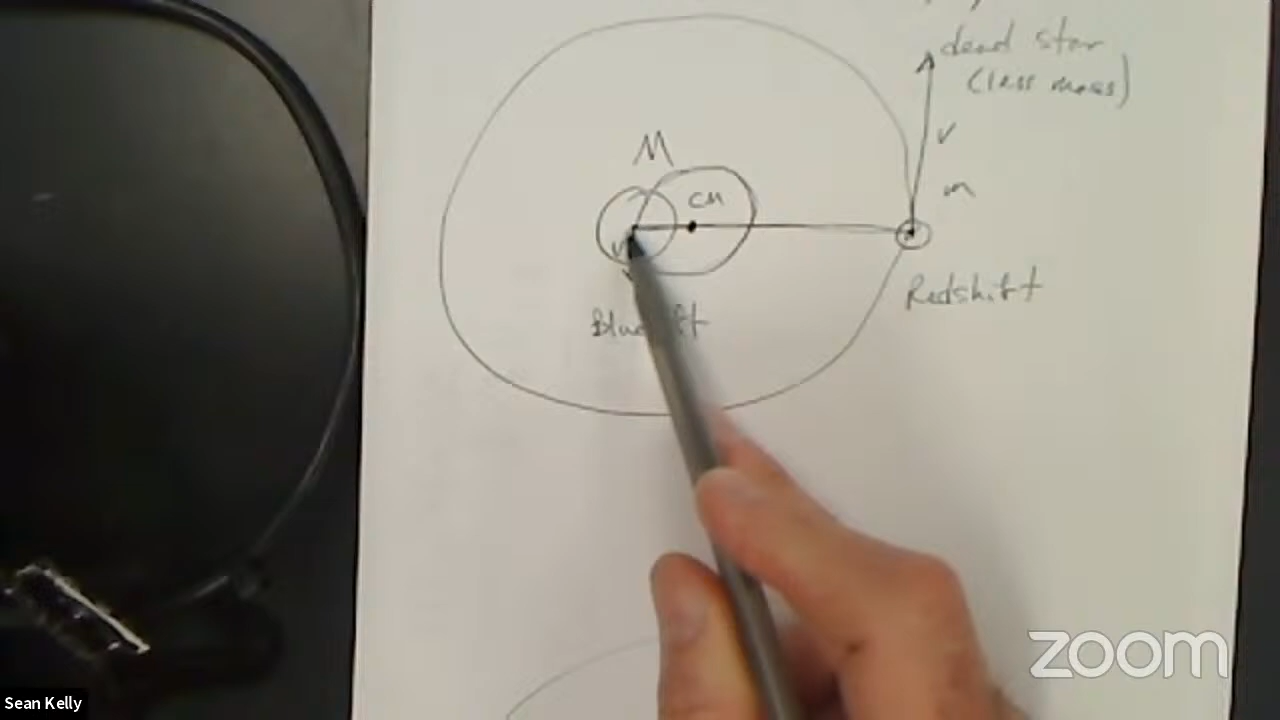 dead star
(less mass)
M
v
CM
m
Redshift
zoom
Sean Kelly